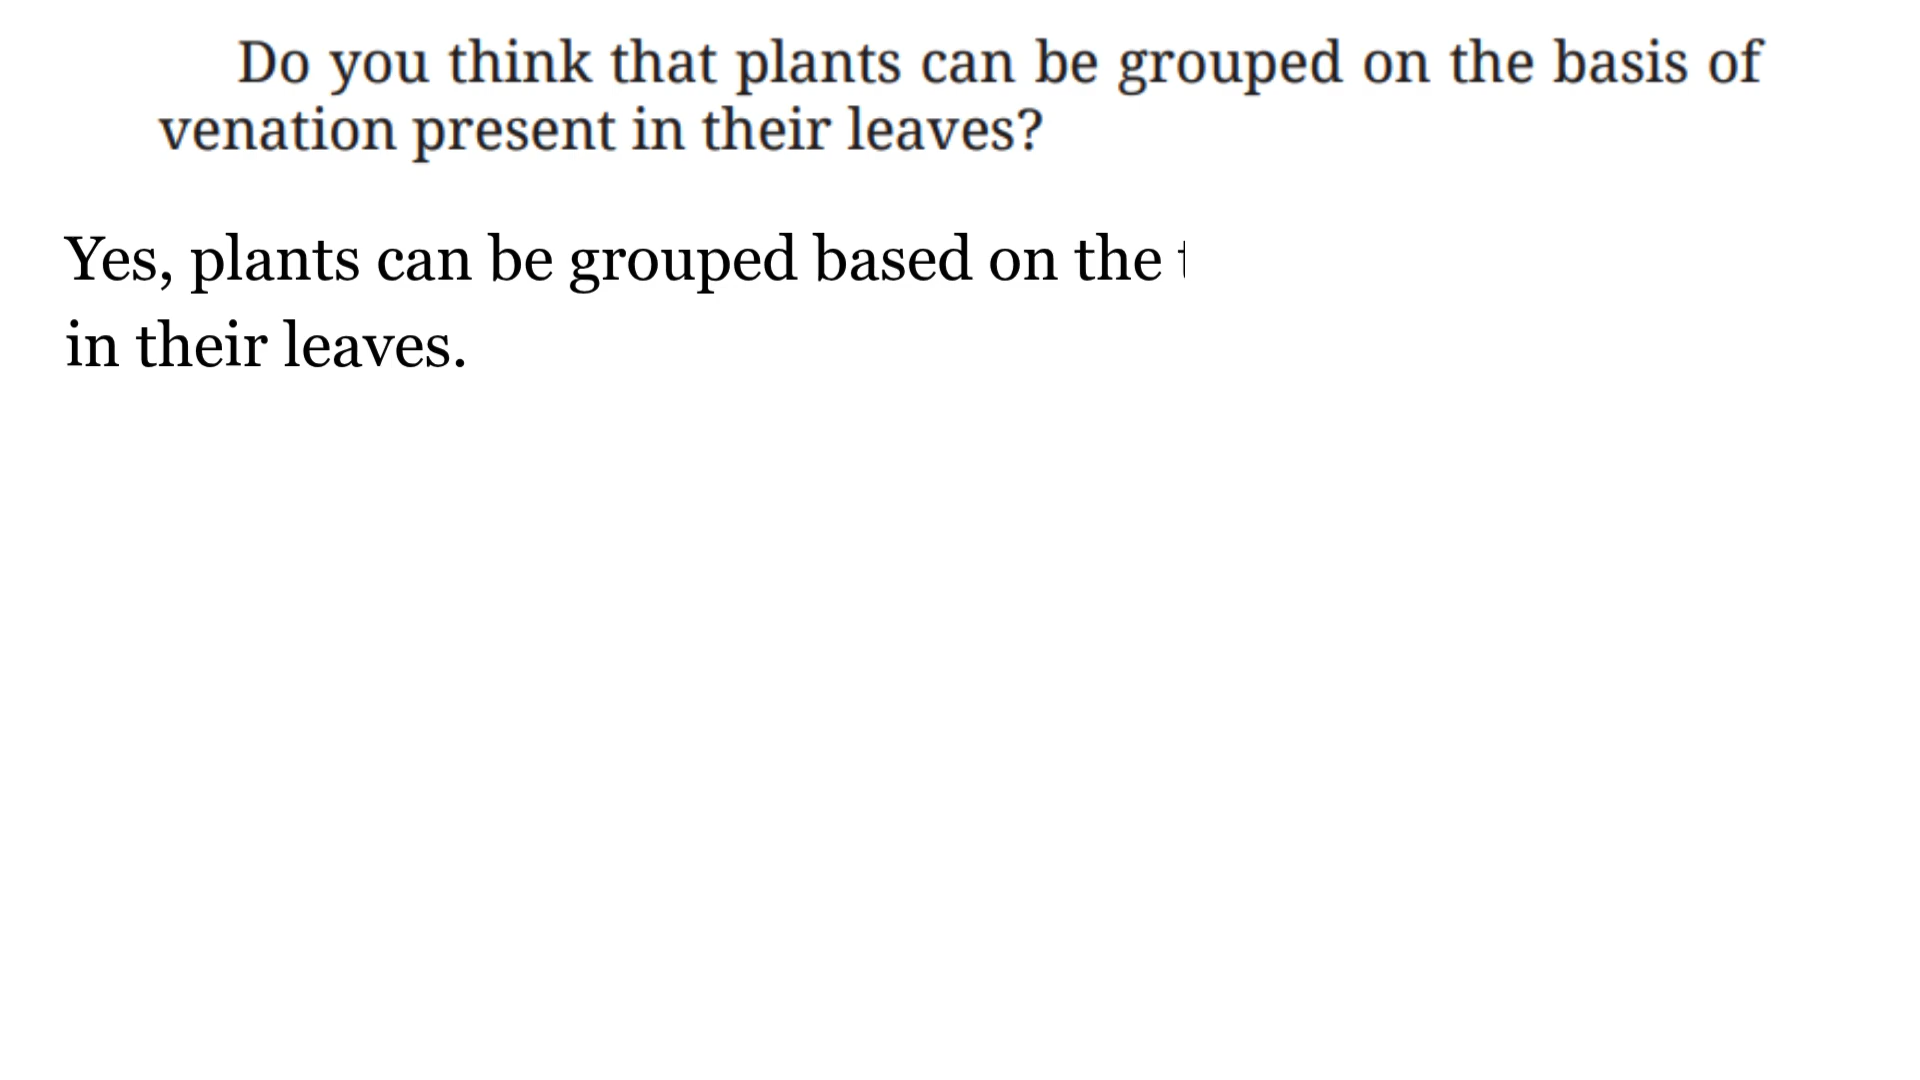 Do you think that plants can be grouped on the basis of
venation present in their leaves?
Yes, plants can be grouped based on the
in their leaves.